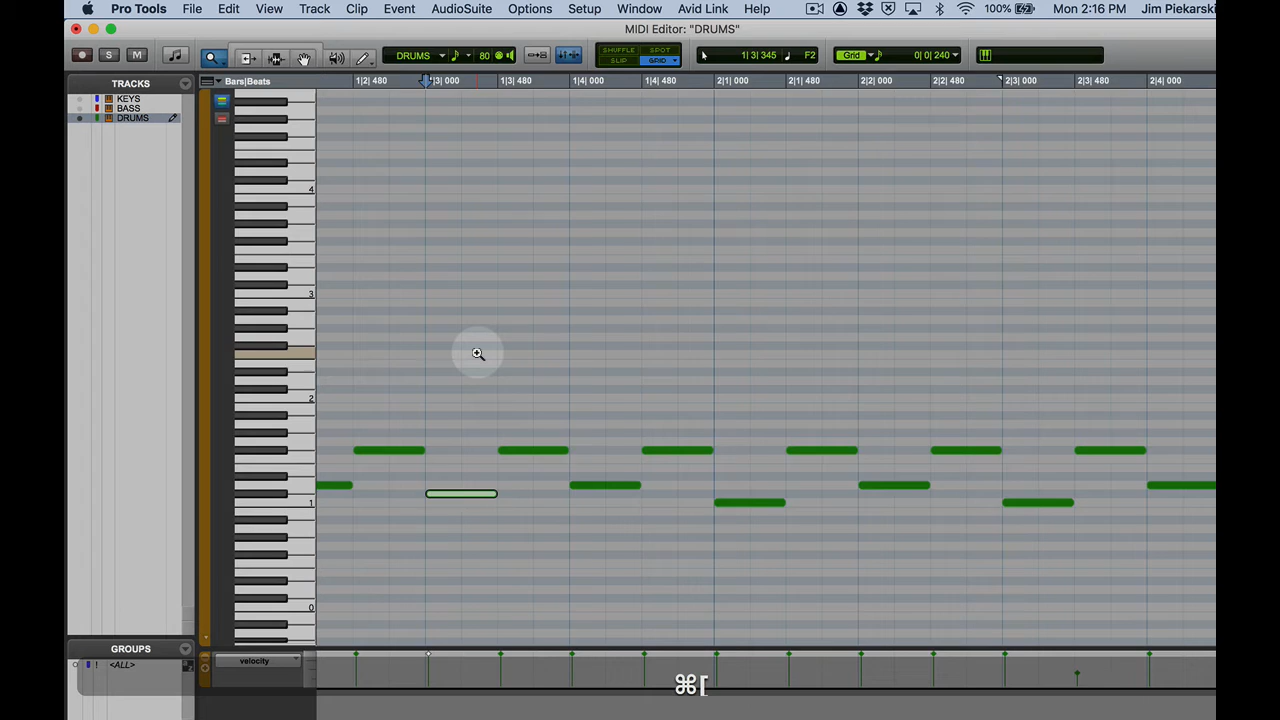 Pro Tools File Edit View Track Clip Event AudioSuite Options Setup Window Avid Link Help 100% Mon 2:16 PM Jim Piekarski
MIDI Editor: "DRUMS"
S M DRUMS 80 SHUFFLE SPOT SLIP GRID 1| 3| 345 F2 Grid 0| 0| 240
TRACKS
KEYS
BASS
DRUMS
Bars|Beats 1|2| 480 1|3| 000 1|3| 480 1|4| 000 1|4| 480 2|1| 000 2|1| 480 2|2| 000 2|2| 480 2|3| 000 2|3| 480 2|4| 000
4
3
2
1
0
GROUPS
! <ALL>
velocity
⌘[